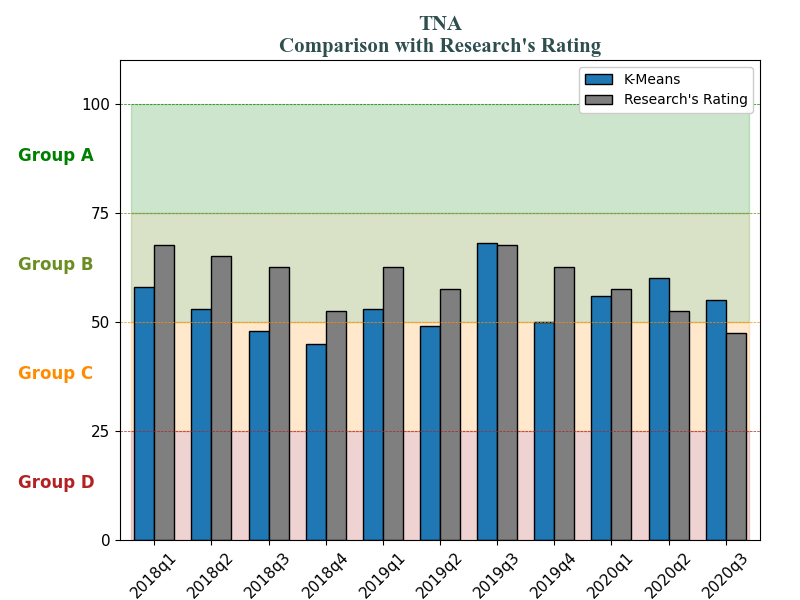 TNA
Comparison with Research's Rating
K-Means
Research's Rating
100
Group A
75
Group B
50
Group C
25
Group D
0
2018q1
2018q2
2018q3
2018q4
2019q1
2019q2
2019q3
2019q4
2020q1
2020q2
2020q3